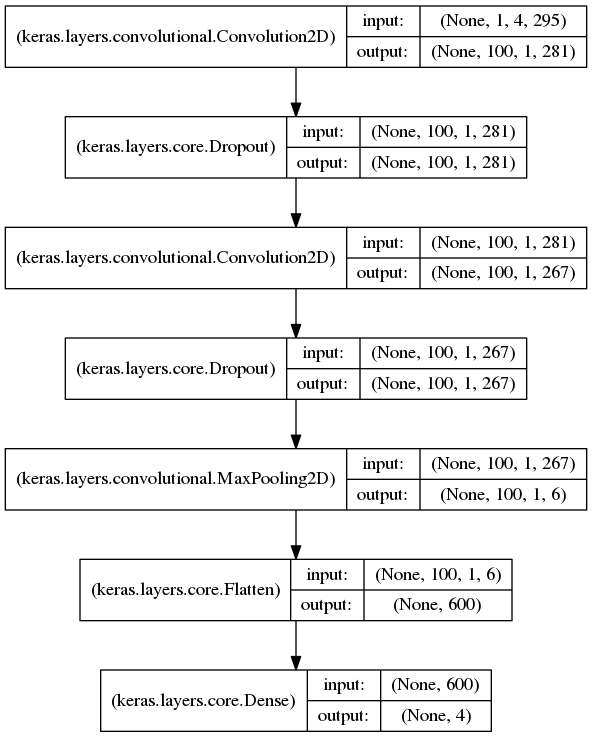 (keras.layers.convolutional.Convolution2D)
input: (None, 1, 4, 295)
output: (None, 100, 1, 281)
(keras.layers.core.Dropout)
input: (None, 100, 1, 281)
output: (None, 100, 1, 281)
(keras.layers.convolutional.Convolution2D)
input: (None, 100, 1, 281)
output: (None, 100, 1, 267)
(keras.layers.core.Dropout)
input: (None, 100, 1, 267)
output: (None, 100, 1, 267)
(keras.layers.convolutional.MaxPooling2D)
input: (None, 100, 1, 267)
output: (None, 100, 1, 6)
(keras.layers.core.Flatten)
input: (None, 100, 1, 6)
output: (None, 600)
(keras.layers.core.Dense)
input: (None, 600)
output: (None, 4)